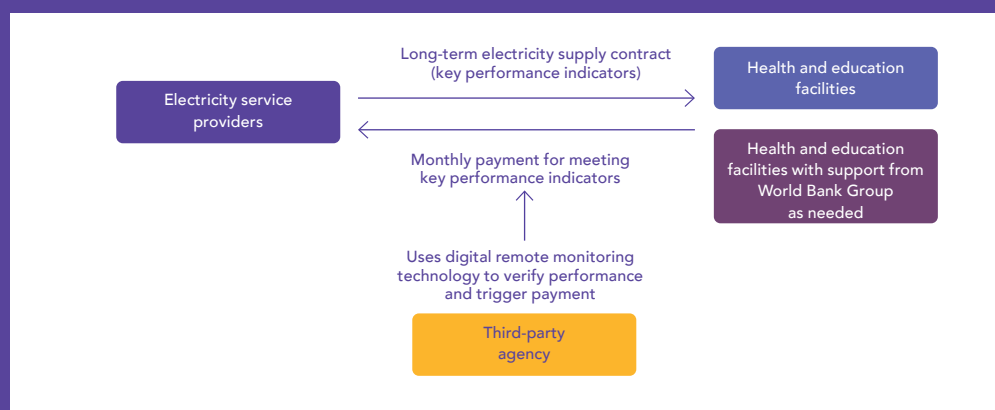 Long-term electricity supply contract
(key performance indicators)
Electricity service
providers
Health and education
facilities
Monthly payment for meeting
key performance indicators
Health and education
facilities with support from
World Bank Group
as needed
Uses digital remote monitoring
technology to verify performance
and trigger payment
Third-party
agency